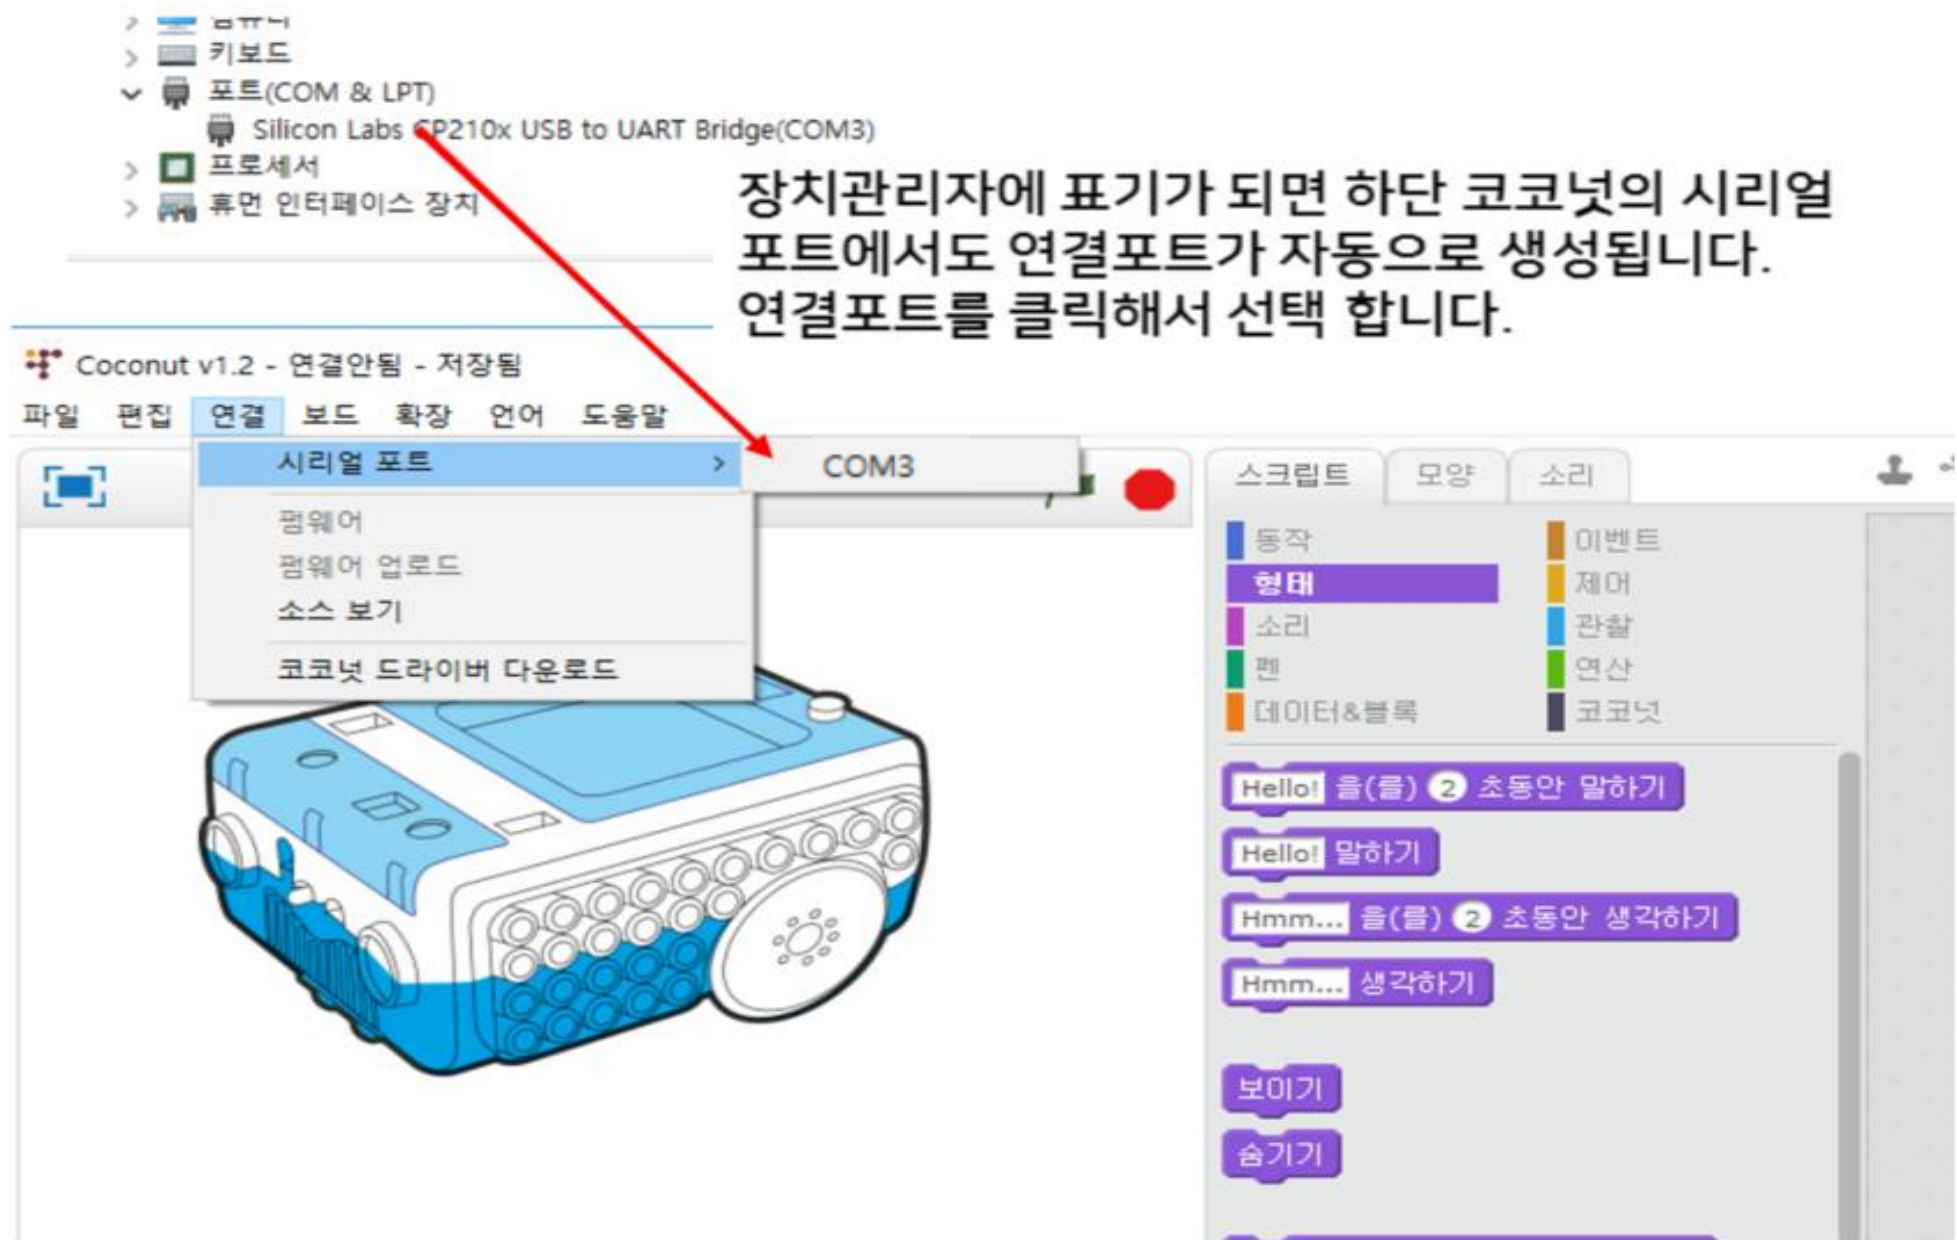 키보드
포트(COM & LPT)
Silicon Labs CP210x USB to UART Bridge(COM3)
프로세서
휴먼 인터페이스 장치
장치관리자에 표기가 되면 하단 코코넛의 시리얼
포트에서도 연결포트가 자동으로 생성됩니다.
연결포트를 클릭해서 선택 합니다.
Coconut v1.2 - 연결안됨 - 저장됨
파일 편집 연결 보드 확장 언어 도움말
시리얼 포트 >
COM3
펌웨어
펌웨어 업로드
소스 보기
코코넛 드라이버 다운로드
스크립트 모양 소리
동작 이벤트
형태 제어
소리 관찰
펜 연산
데이터&블록 코코넛
Hello! 을(를) 2 초동안 말하기
Hello! 말하기
Hmm... 을(를) 2 초동안 생각하기
Hmm... 생각하기
보이기
숨기기